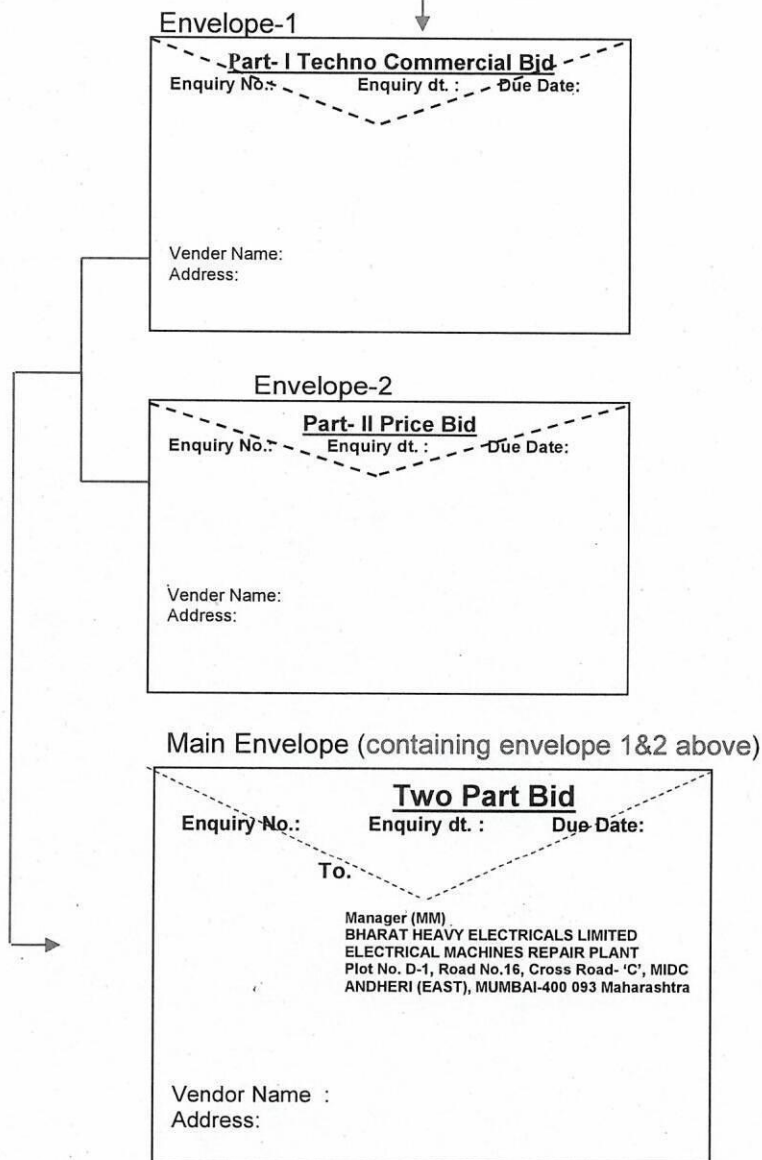 Envelope-1
Part- I Techno Commercial Bid
Enquiry No.: Enquiry dt. : Due Date:
Vender Name:
Address:
Envelope-2
Part- II Price Bid
Enquiry No.: Enquiry dt. : Due Date:
Vender Name:
Address:
Main Envelope (containing envelope 1&2 above)
Two Part Bid
Enquiry No.: Enquiry dt. : Due Date:
To.
Manager (MM)
BHARAT HEAVY ELECTRICALS LIMITED
ELECTRICAL MACHINES REPAIR PLANT
Plot No. D-1, Road No.16, Cross Road- ‘C’, MIDC
ANDHERI (EAST), MUMBAI-400 093 Maharashtra
Vendor Name :
Address: